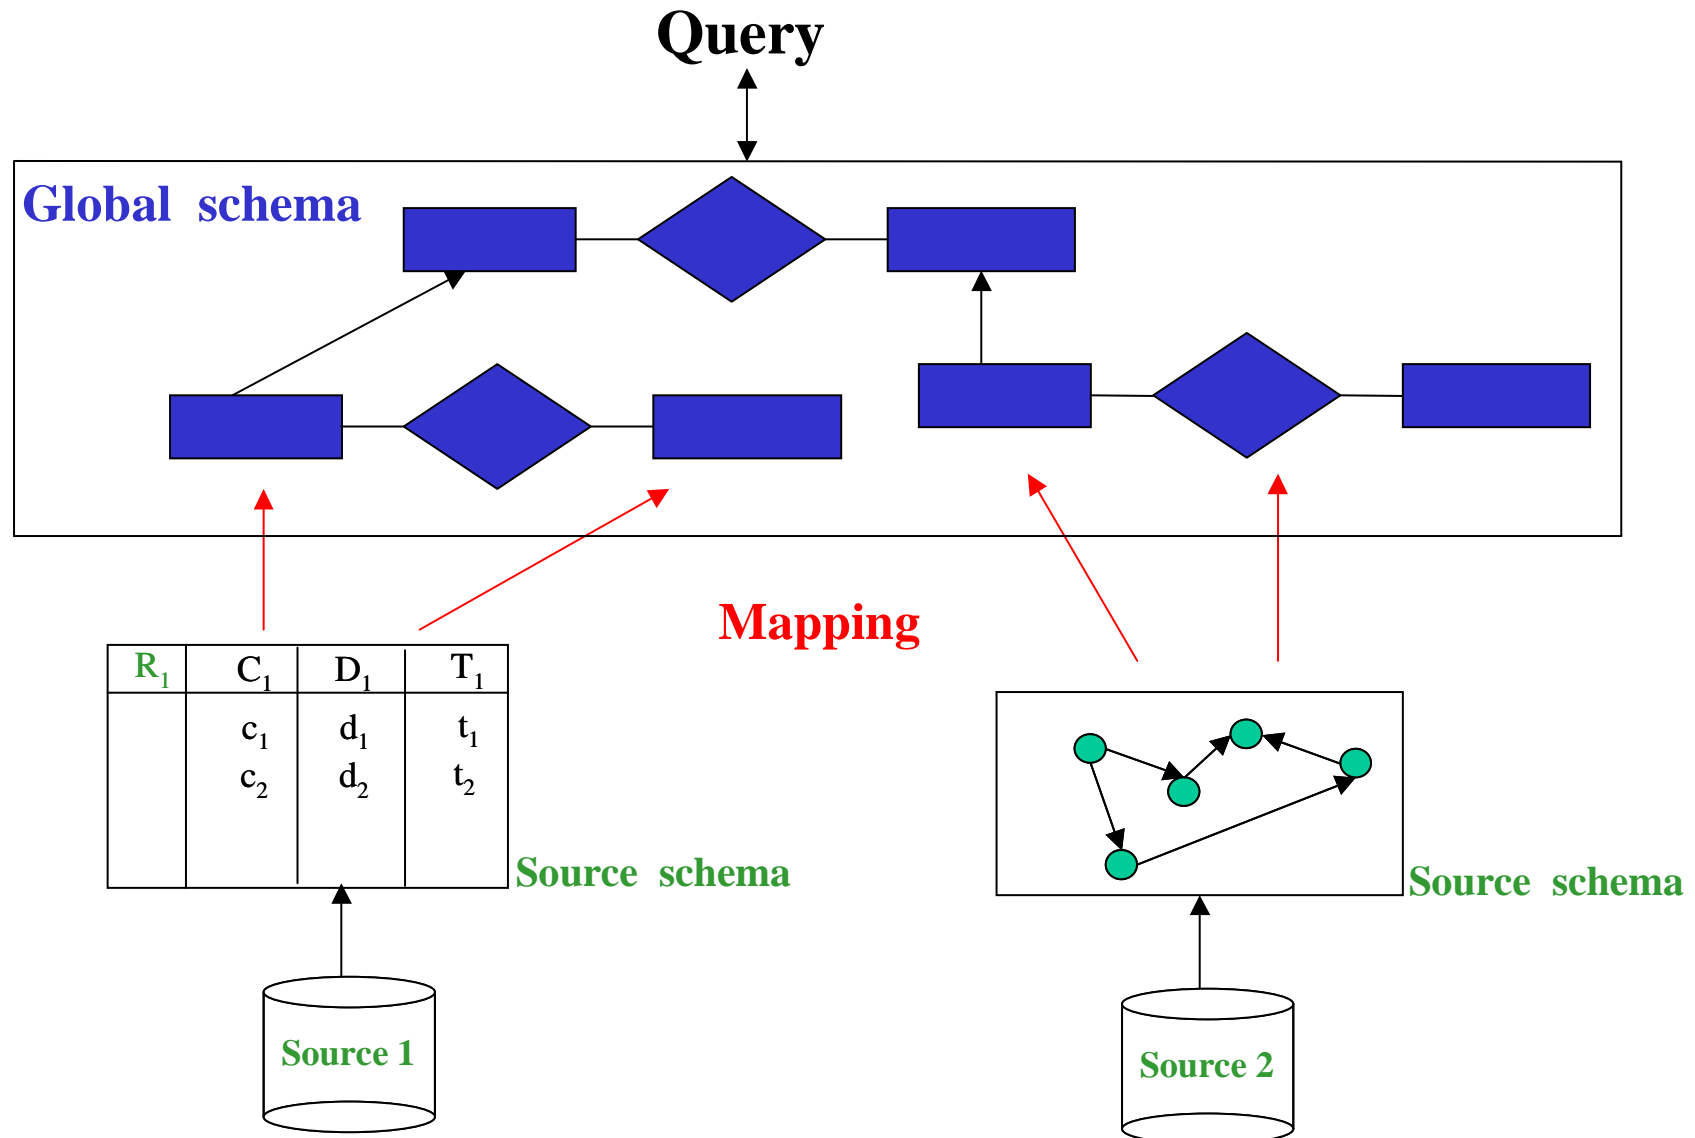 Query
Global schema
Mapping
R₁ C₁ D₁ T₁
c₁ d₁ t₁
c₂ d₂ t₂
Source schema
Source schema
Source 1
Source 2